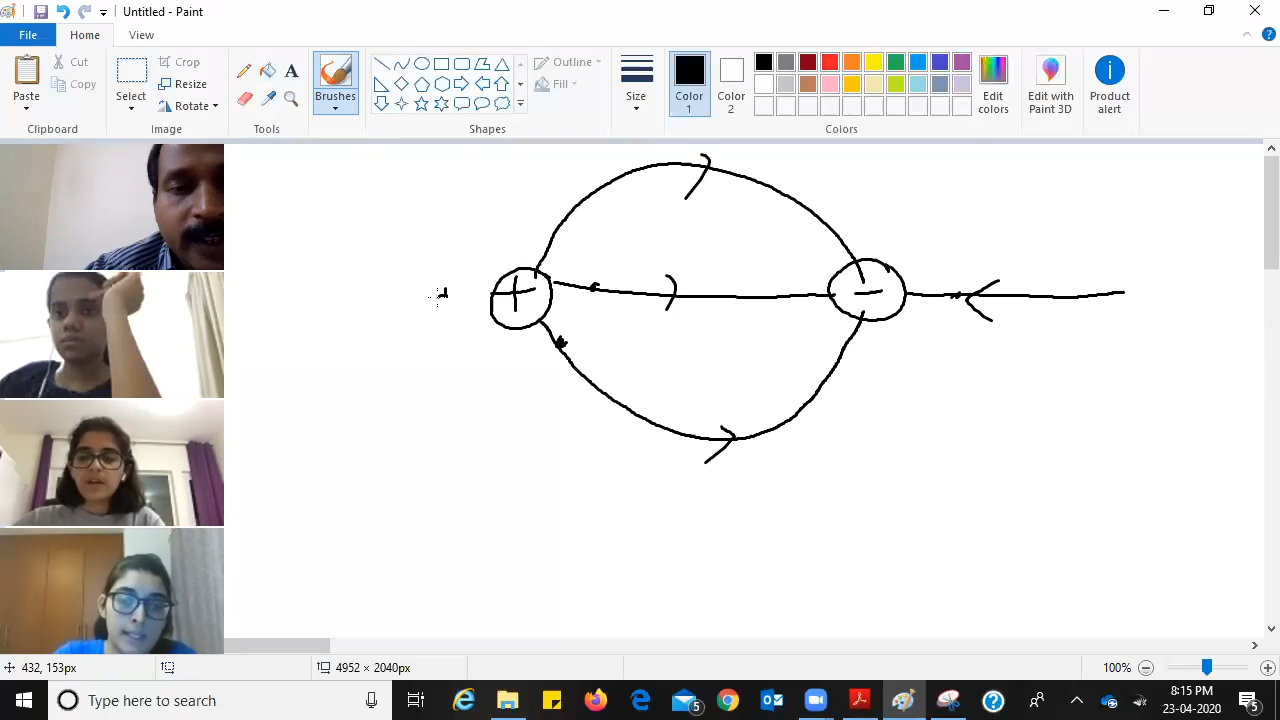 Untitled - Paint
File Home View
Paste Cut Copy Clipboard
Select Crop Resize Rotate Image
A Tools
Brushes
Shapes Outline Fill
Size
Color 1 Color 2 Edit colors Colors
Edit with Paint 3D
Product alert
+ −
432, 153px 4952 × 2040px 100%
Type here to search 5 8:15 PM
23-04-2020 5